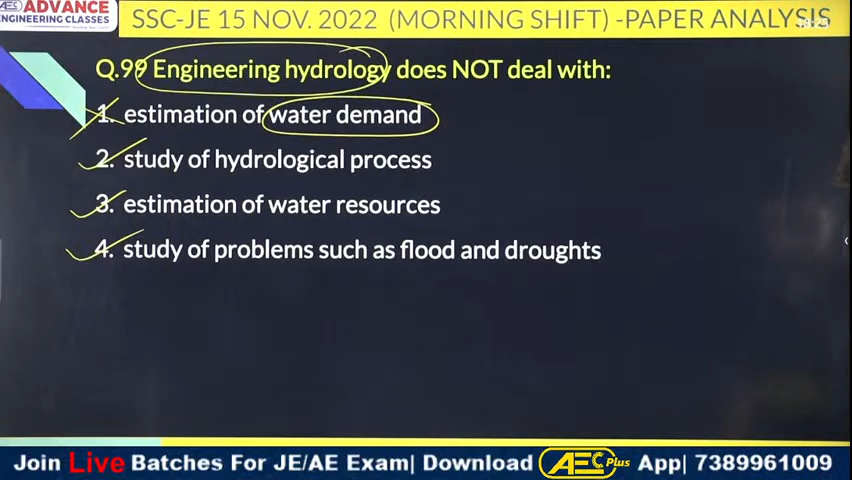 AEC ADVANCE
ENGINEERING CLASSES
SSC-JE 15 NOV. 2022 (MORNING SHIFT) -PAPER ANALYSIS
Q.99 Engineering hydrology does NOT deal with:
1. estimation of water demand
2. study of hydrological process
3. estimation of water resources
4. study of problems such as flood and droughts
Join Live Batches For JE/AE Exam| Download AEC Plus App| 7389961009